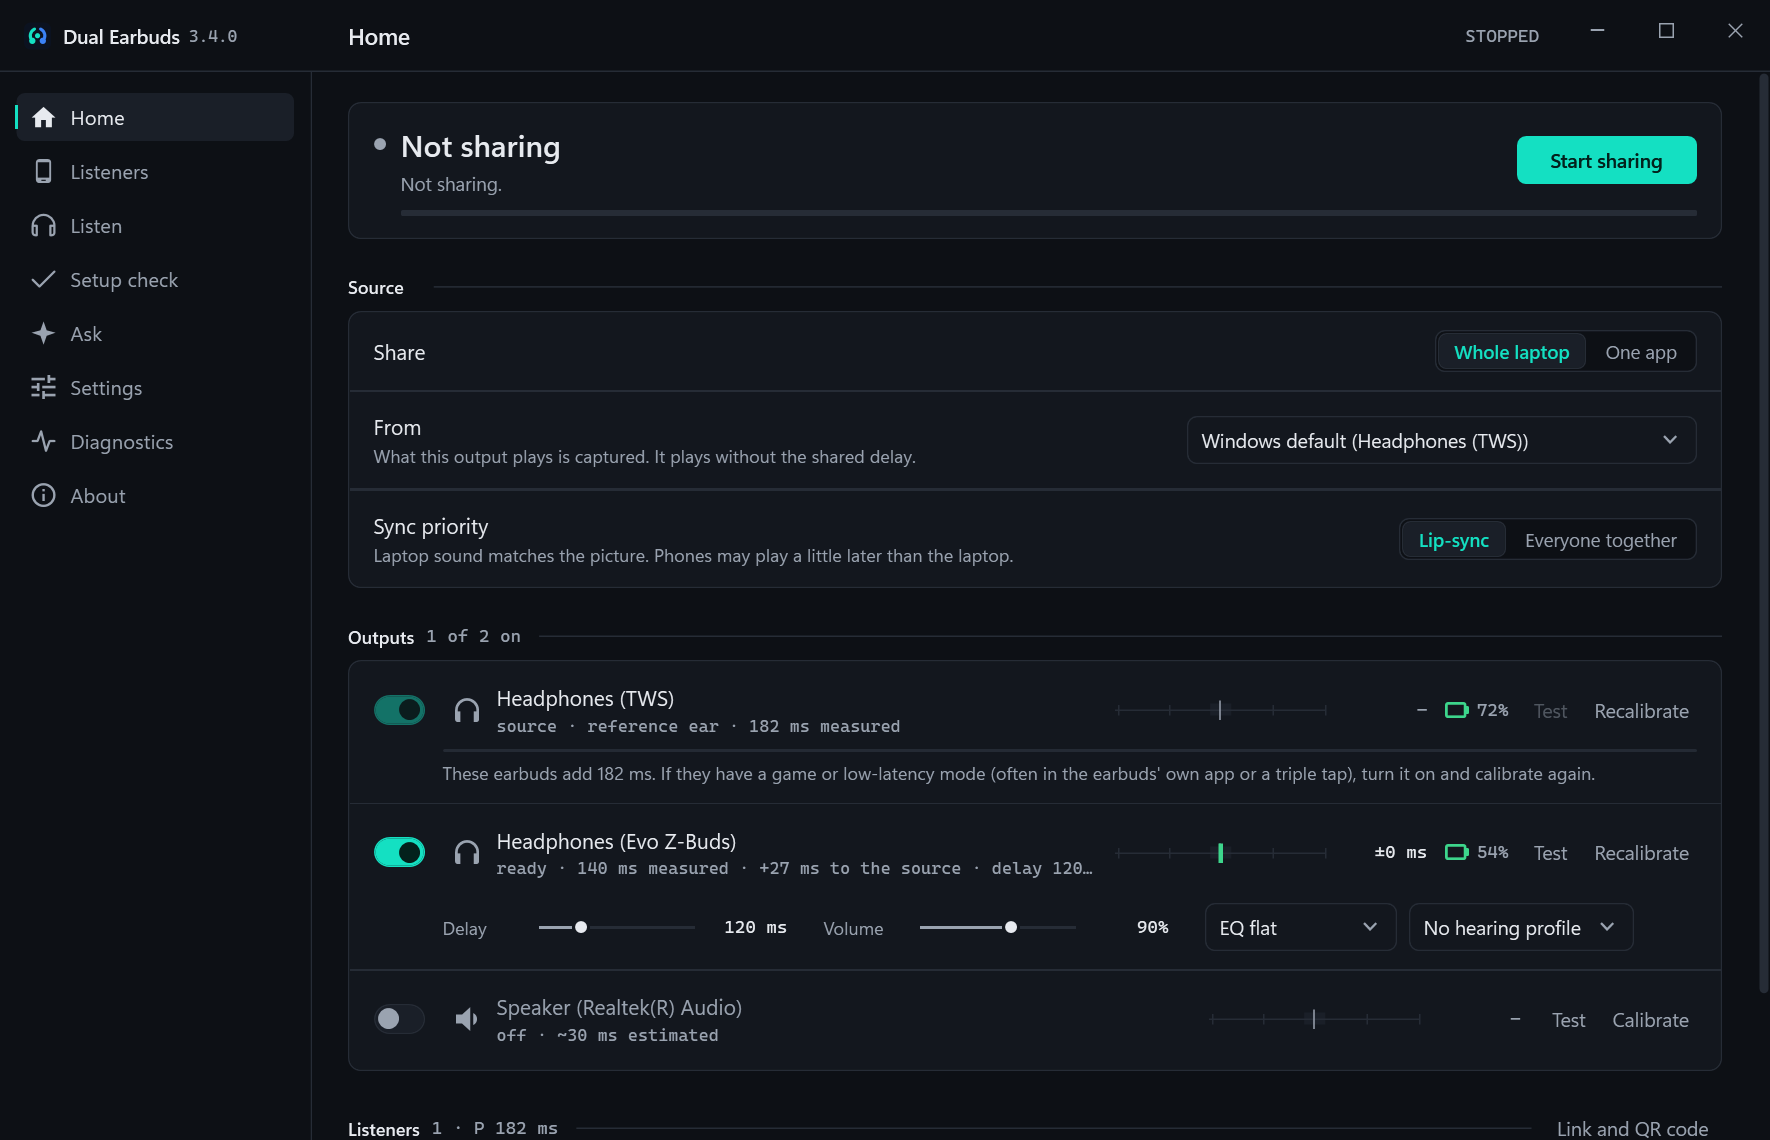 Dual Earbuds 3.4.0
Home
STOPPED
Home
Listeners
Listen
Setup check
Ask
Settings
Diagnostics
About
Not sharing
Not sharing.
Start sharing
Source
Share
Whole laptop
One app
From
What this output plays is captured. It plays without the shared delay.
Windows default (Headphones (TWS))
Sync priority
Laptop sound matches the picture. Phones may play a little later than the laptop.
Lip-sync
Everyone together
Outputs 1 of 2 on
Headphones (TWS)
source · reference ear · 182 ms measured
– 72% Test Recalibrate
These earbuds add 182 ms. If they have a game or low-latency mode (often in the earbuds' own app or a triple tap), turn it on and calibrate again.
Headphones (Evo Z-Buds)
ready · 140 ms measured · +27 ms to the source · delay 120…
±0 ms 54% Test Recalibrate
Delay 120 ms Volume 90% EQ flat No hearing profile
Speaker (Realtek(R) Audio)
off · ~30 ms estimated
– Test Calibrate
Listeners 1 · P 182 ms
Link and QR code